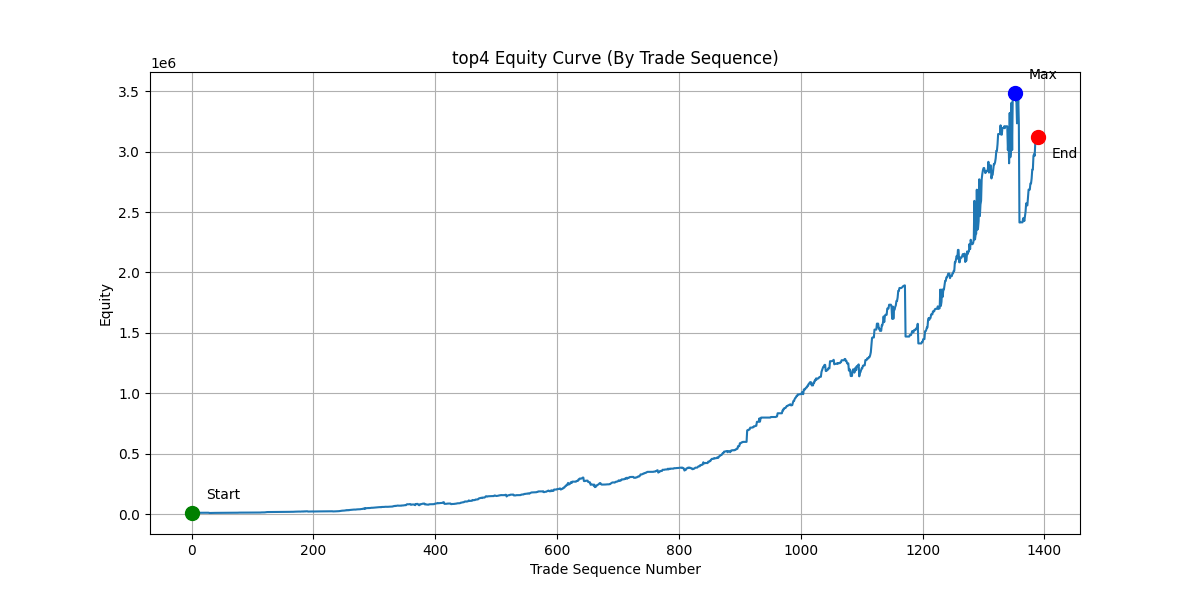 top4 Equity Curve (By Trade Sequence)
1e6
Max
3.5
3.0
End
2.5
2.0
Equity
1.5
1.0
0.5
Start
0.0
0 200 400 600 800 1000 1200 1400
Trade Sequence Number